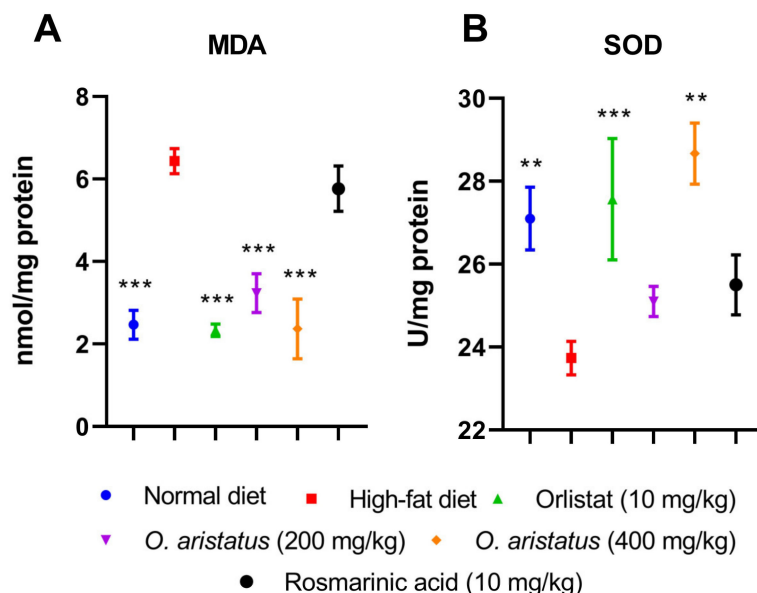 A
MDA
nmol/mg protein
8
6
4
2
0
***
***
***
***
B
SOD
U/mg protein
30
28
26
24
22
**
***
**
Normal diet
High-fat diet
Orlistat (10 mg/kg)
O. aristatus (200 mg/kg)
O. aristatus (400 mg/kg)
Rosmarinic acid (10 mg/kg)